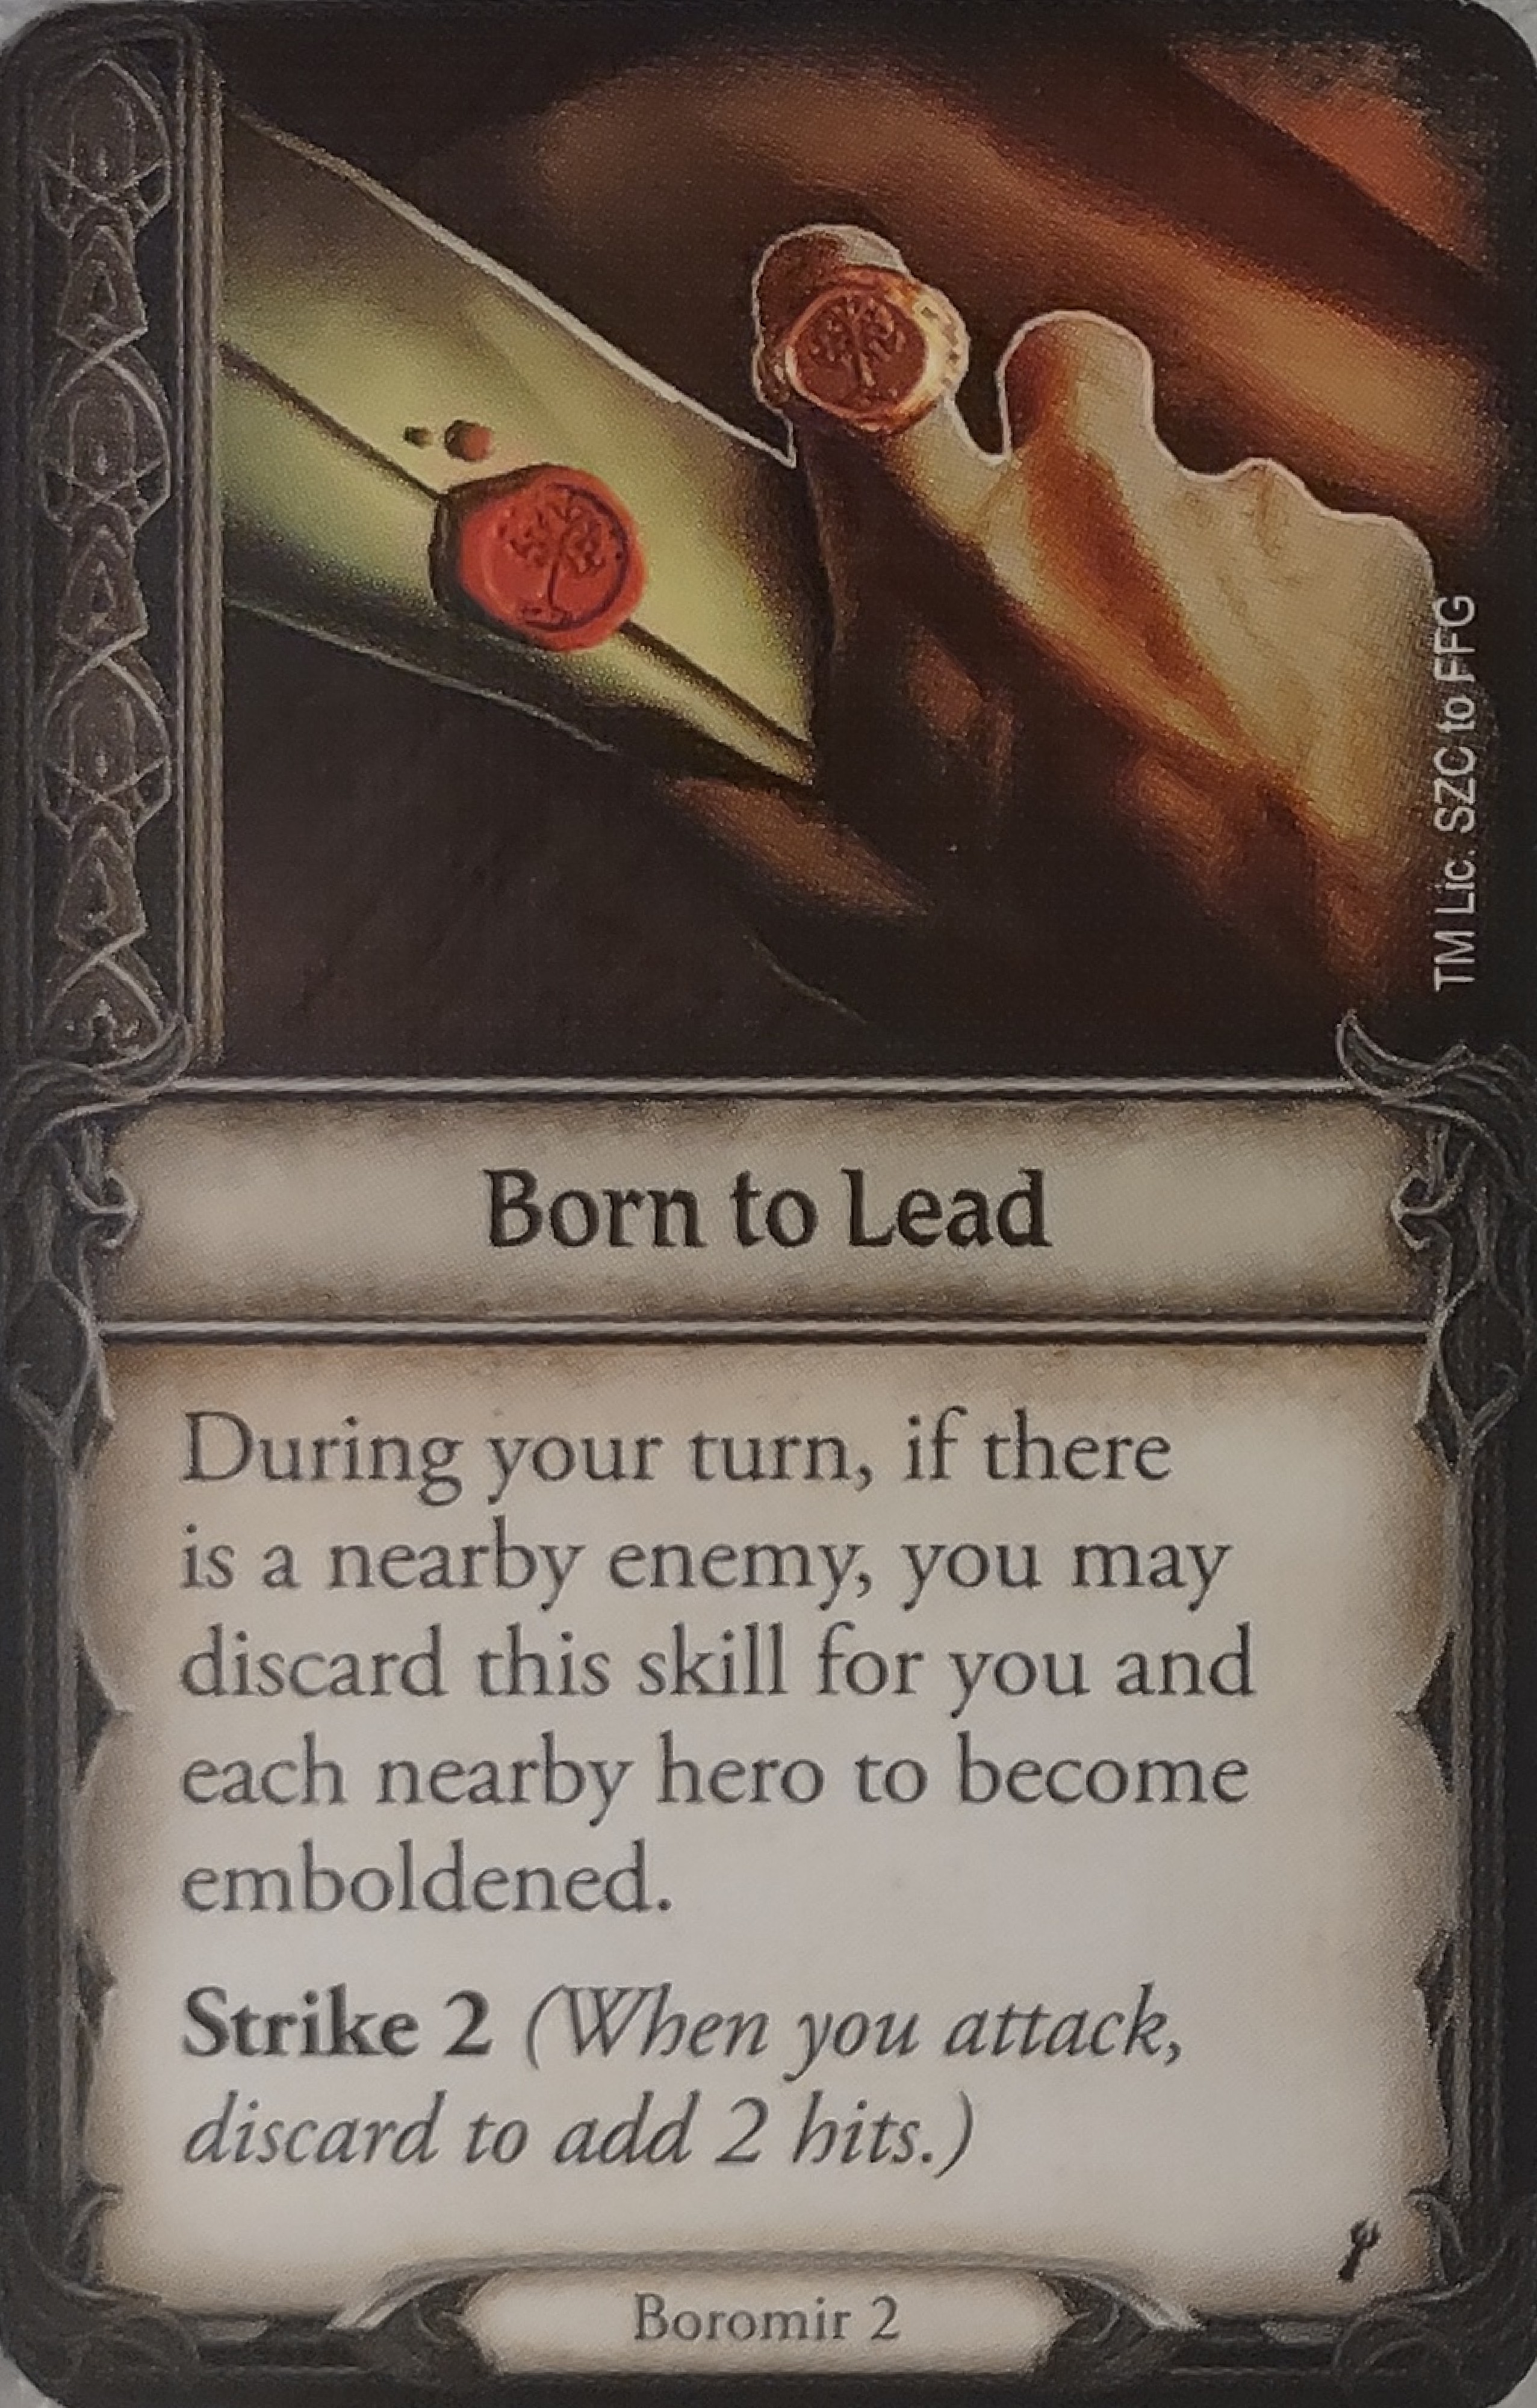 TM Lic. SZC to FFG
Born to Lead
During your turn, if there
is a nearby enemy, you may
discard this skill for you and
each nearby hero to become
emboldened.
Strike 2 (When you attack,
discard to add 2 hits.)
Boromir 2